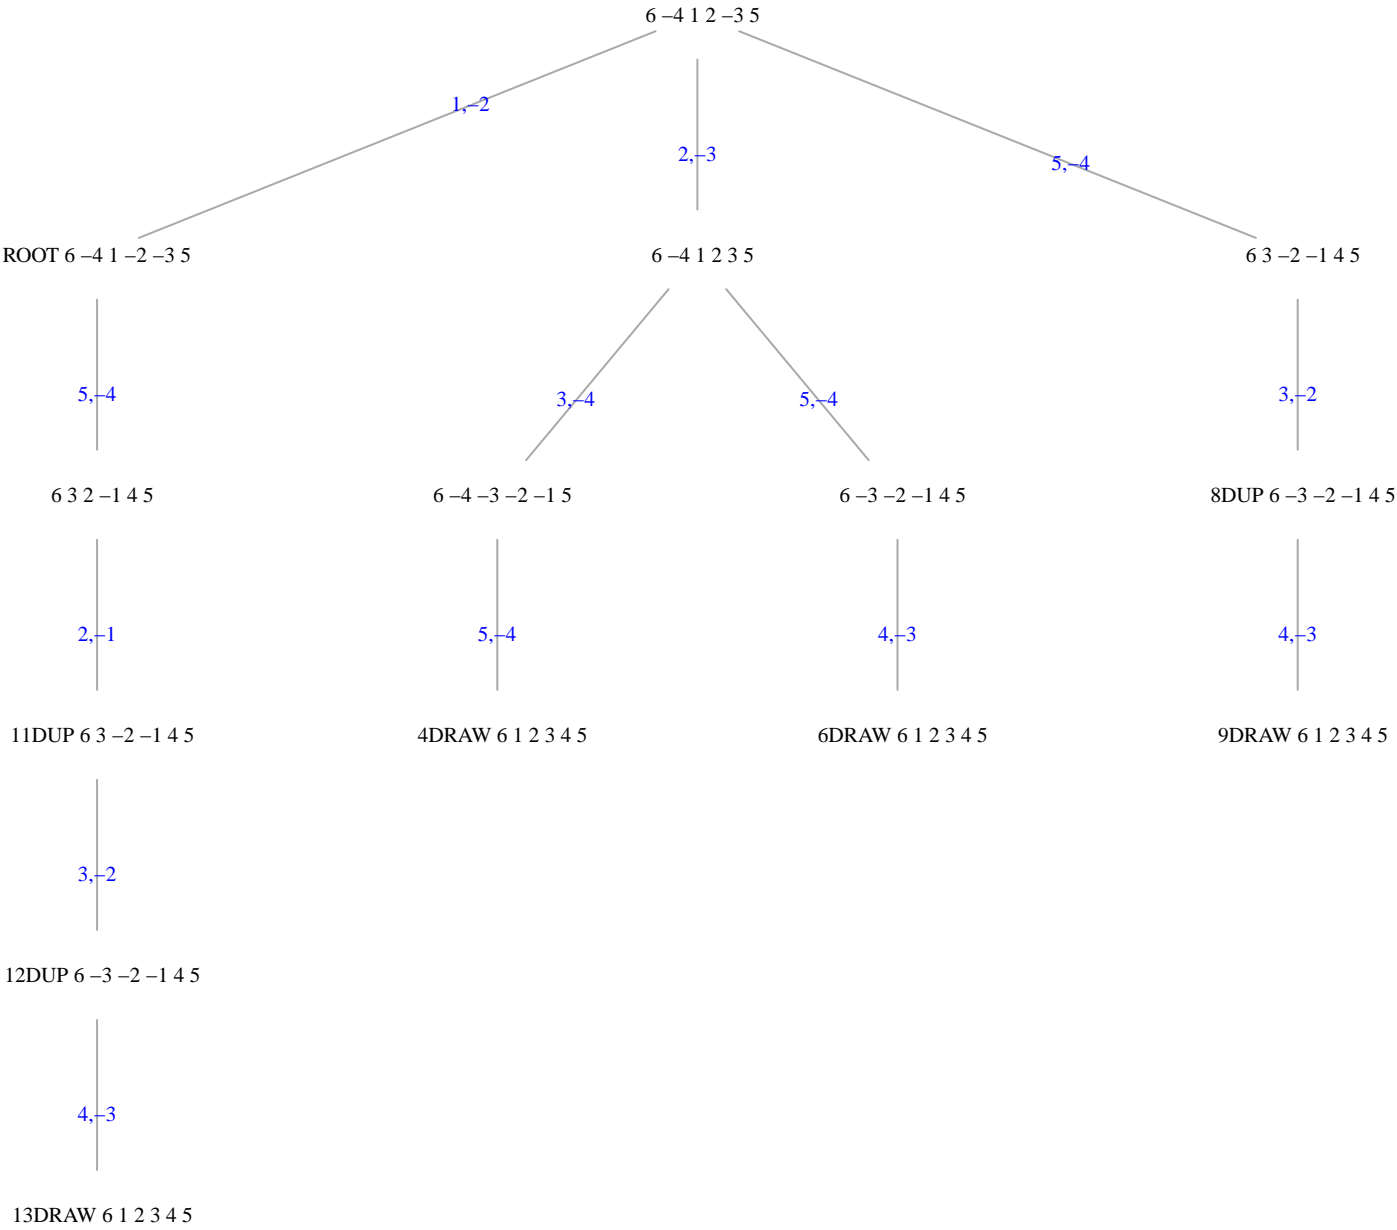 6 –4 1 2 –3 5
1,–2
2,–3
5,–4
ROOT 6 –4 1 –2 –3 5
6 –4 1 2 3 5
6 3 –2 –1 4 5
5,–4
3,–4
5,–4
3,–2
6 3 2 –1 4 5
6 –4 –3 –2 –1 5
6 –3 –2 –1 4 5
8DUP 6 –3 –2 –1 4 5
2,–1
5,–4
4,–3
4,–3
11DUP 6 3 –2 –1 4 5
4DRAW 6 1 2 3 4 5
6DRAW 6 1 2 3 4 5
9DRAW 6 1 2 3 4 5
3,–2
12DUP 6 –3 –2 –1 4 5
4,–3
13DRAW 6 1 2 3 4 5